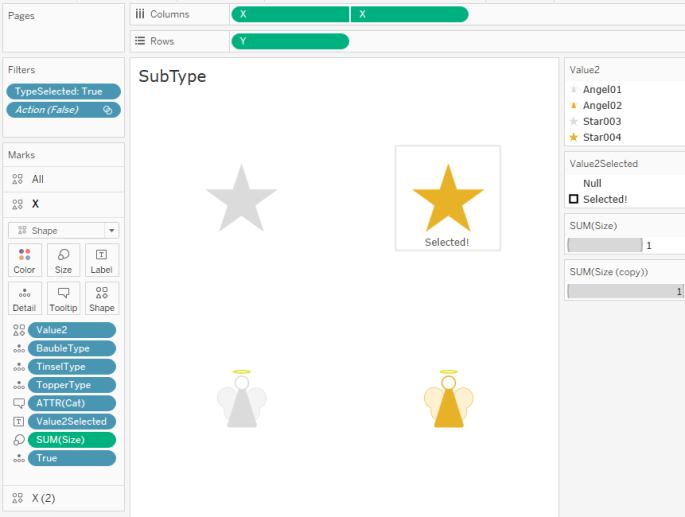 Pages
Columns
X
X
Rows
Y
Filters
TypeSelected: True
Action (False)
Marks
All
X
Shape
Color
Size
Label
Detail
Tooltip
Shape
Value2
BaubleType
TinselType
TopperType
ATTR(Cat)
Value2Selected
SUM(Size)
True
X (2)
SubType
Selected!
Value2
Angel01
Angel02
Star003
Star004
Value2Selected
Null
Selected!
SUM(Size)
1
SUM(Size (copy))
1